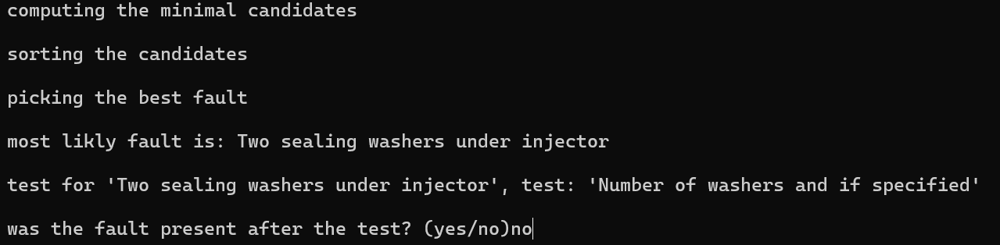 computing the minimal candidates
sorting the candidates
picking the best fault
most likly fault is: Two sealing washers under injector
test for 'Two sealing washers under injector', test: 'Number of washers and if specified'
was the fault present after the test? (yes/no)no